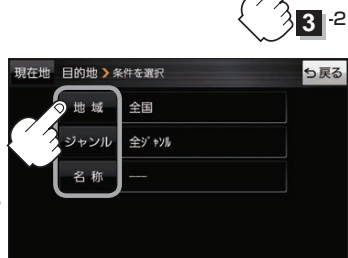 3 -2
現在地 目的地 > 条件を選択 戻る
地域 全国
ジャンル 全ｼﾞｬﾝﾙ
名称 ---